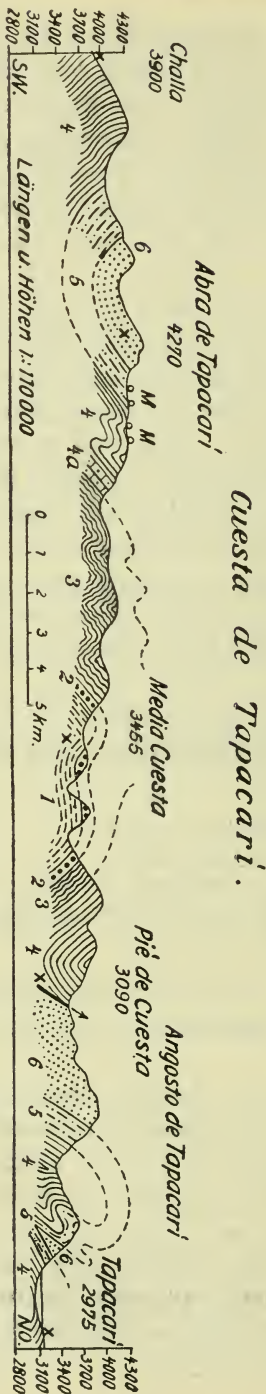 Cuesta de Tapacarí.
Challa
3900
Abra de Tapacarí
4270
Media Cuesta
3455
Pié de Cuesta
3090
Angosto de Tapacarí
Tapacarí
2975
4300
4000
3700
3400
3100
2800
SW.
4300
4000
3700
3400
3100
2800
NO.
M M
4
6
5
4
4a
3
2
1
2
3
4
6
5
4
5
6
4
x
x
x
x
x
Längen u. Höhen 1:110000
0 1 2 3 4 5 km.